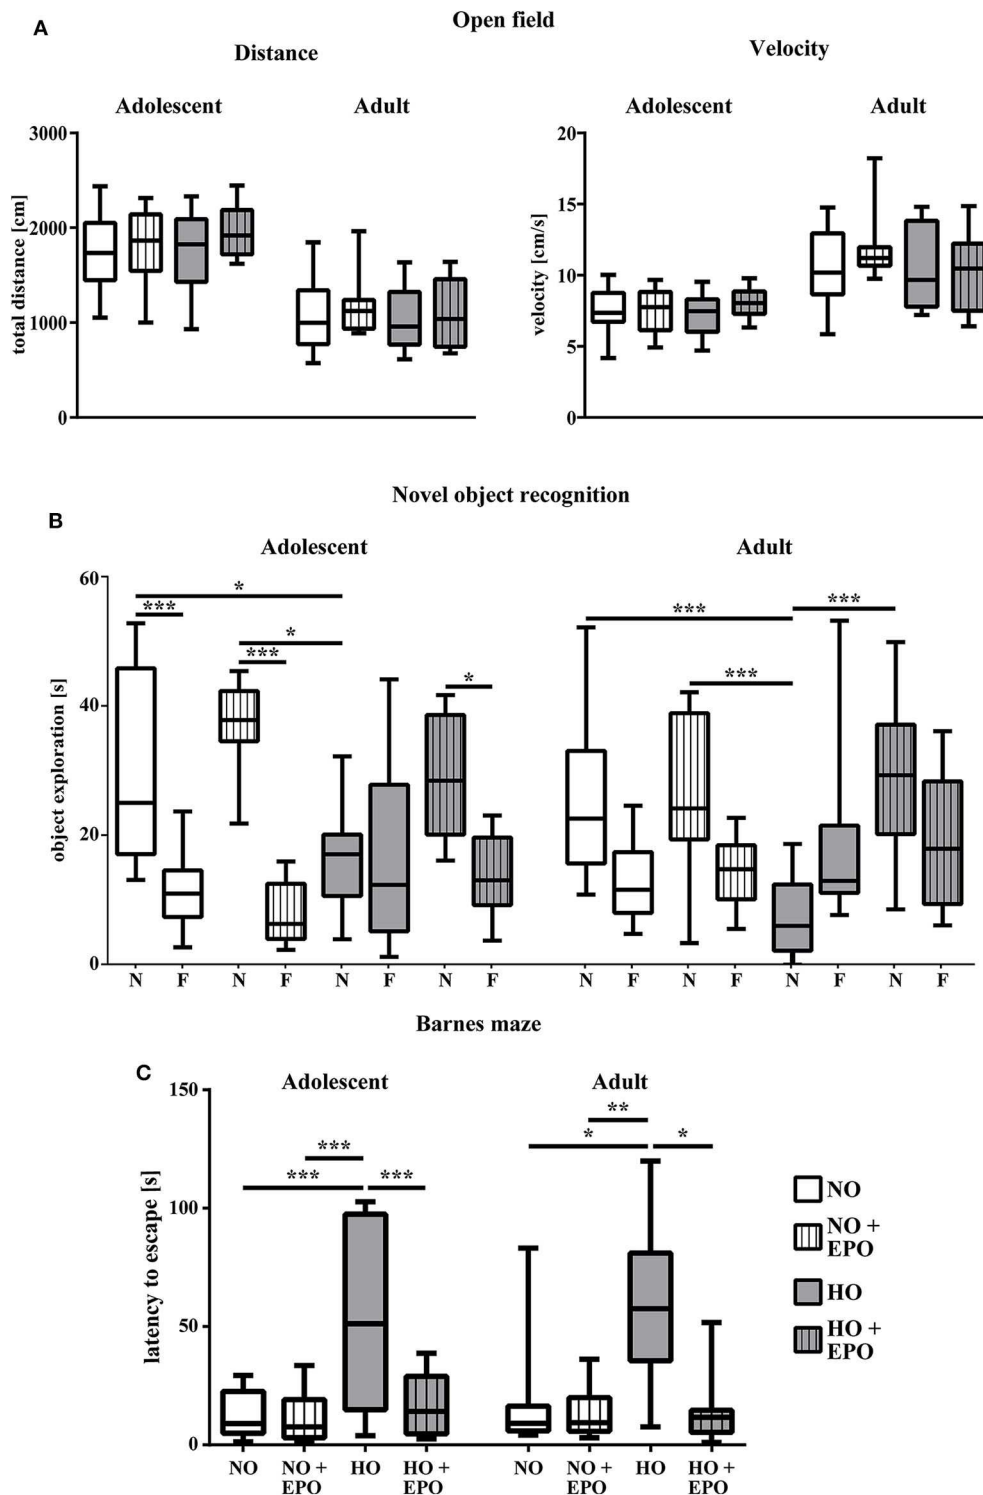 A
Open field
Distance
Velocity
Adolescent
Adult
Adolescent
Adult
total distance [cm]
3000
2000
1000
0
velocity [cm/s]
20
15
10
5
0
Novel object recognition
B
Adolescent
Adult
object exploration [s]
60
40
20
0
* *** * *** * *** *** ***
N F N F N F N F N F N F N F N F
Barnes maze
C
Adolescent
Adult
latency to escape [s]
150
100
50
0
*** *** *** ** * *
NO NO + EPO HO HO + EPO NO NO + EPO HO HO + EPO
NO
NO +
EPO
HO
HO +
EPO